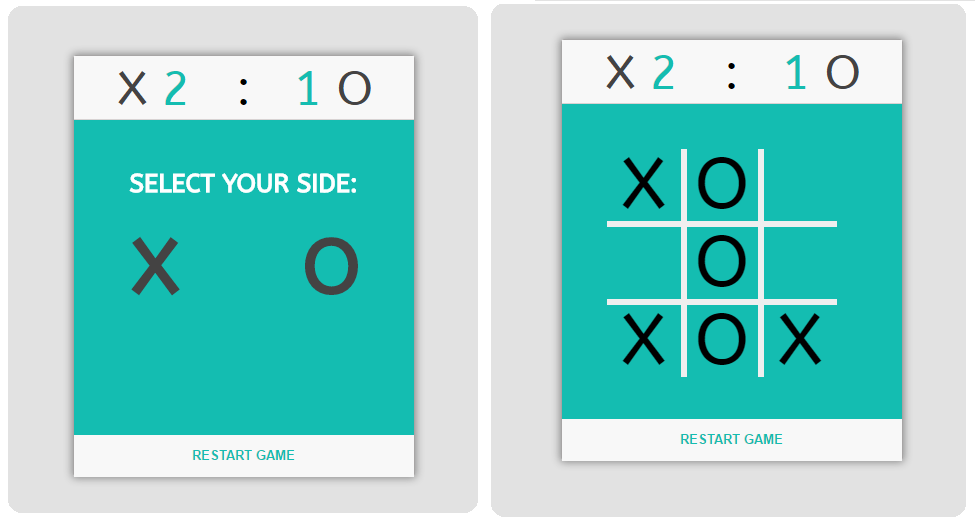 X 2 : 1 O
SELECT YOUR SIDE:
X O
RESTART GAME
X 2 : 1 O
X O
O
X O X
RESTART GAME